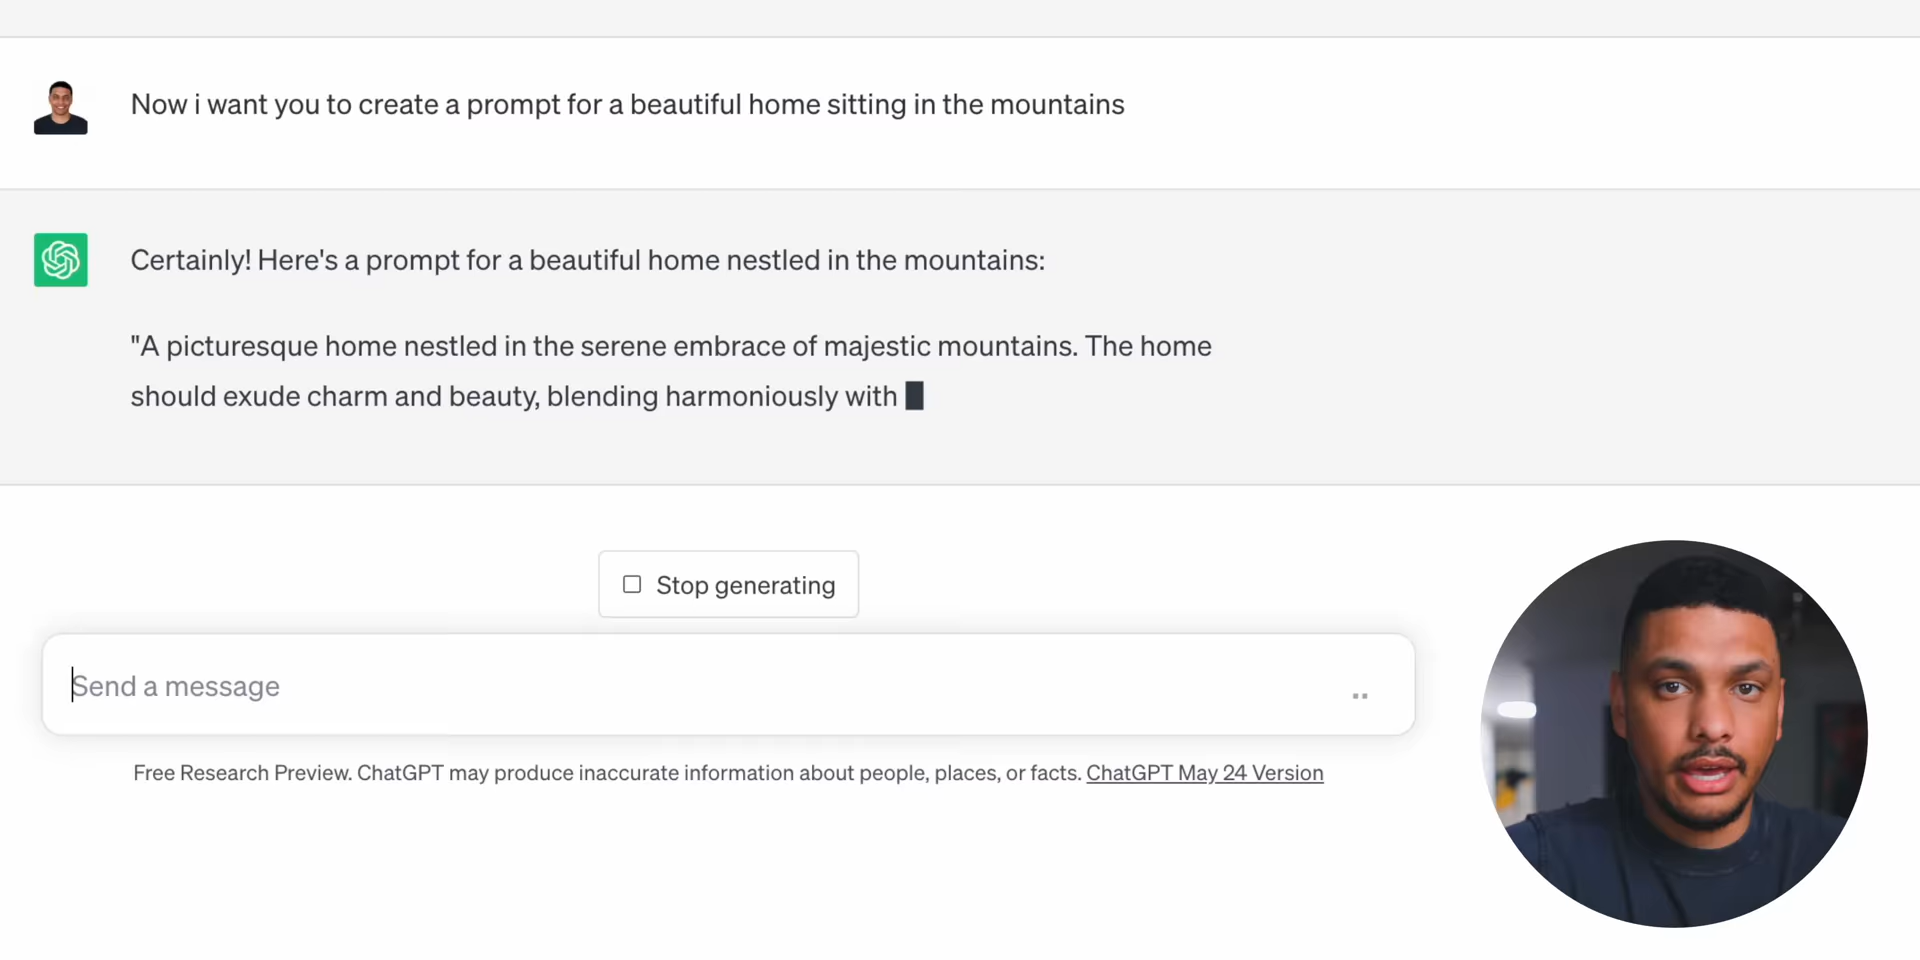 Now i want you to create a prompt for a beautiful home sitting in the mountains
Certainly! Here's a prompt for a beautiful home nestled in the mountains:
"A picturesque home nestled in the serene embrace of majestic mountains. The home
should exude charm and beauty, blending harmoniously with
Stop generating
Send a message
Free Research Preview. ChatGPT may produce inaccurate information about people, places, or facts. ChatGPT May 24 Version